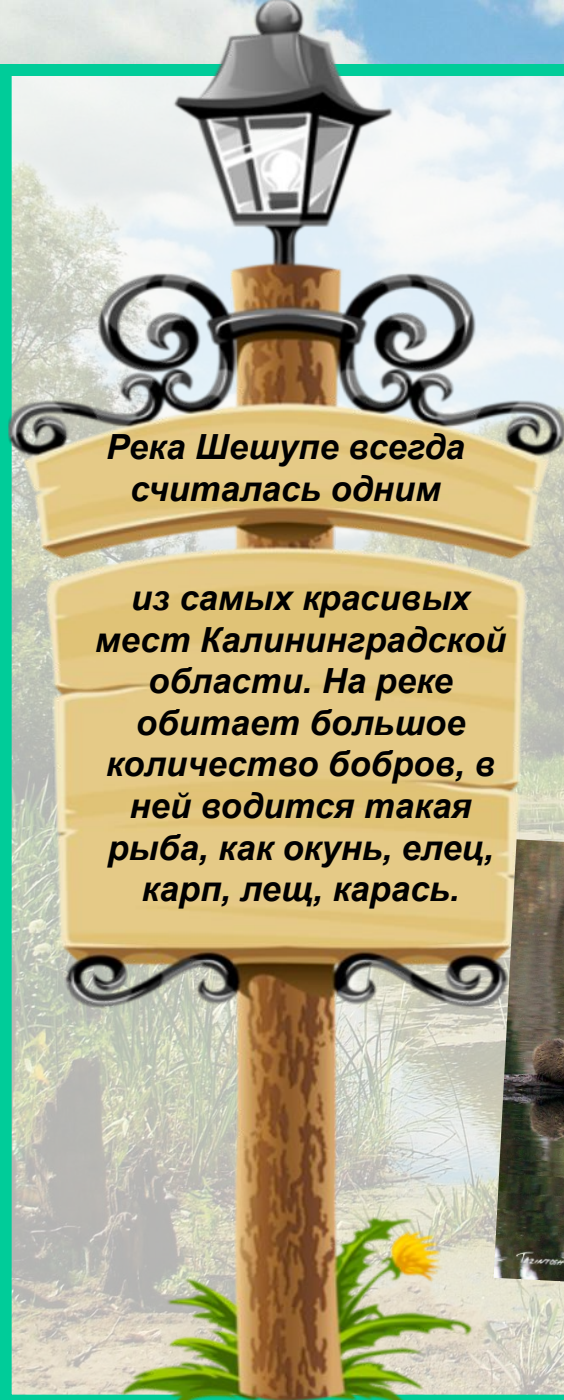 Река Шешупе всегда
считалась одним
из самых красивых
мест Калининградской
области. На реке
обитает большое
количество бобров, в
ней водится такая
рыба, как окунь, елец,
карп, лещ, карась.